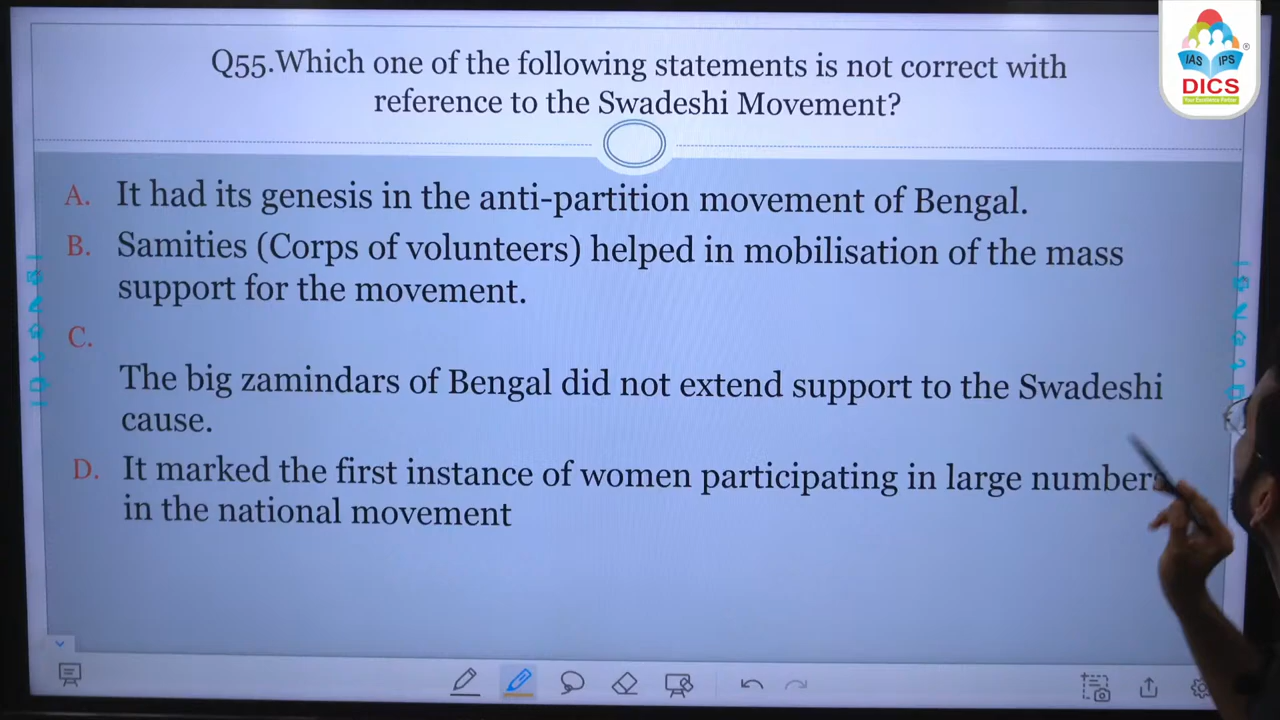 Q55.Which one of the following statements is not correct with
reference to the Swadeshi Movement?
IAS IPS
®
DICS
Your Excellence Partner
A. It had its genesis in the anti-partition movement of Bengal.
B. Samities (Corps of volunteers) helped in mobilisation of the mass
support for the movement.
C.
The big zamindars of Bengal did not extend support to the Swadeshi
cause.
D. It marked the first instance of women participating in large numbers
in the national movement